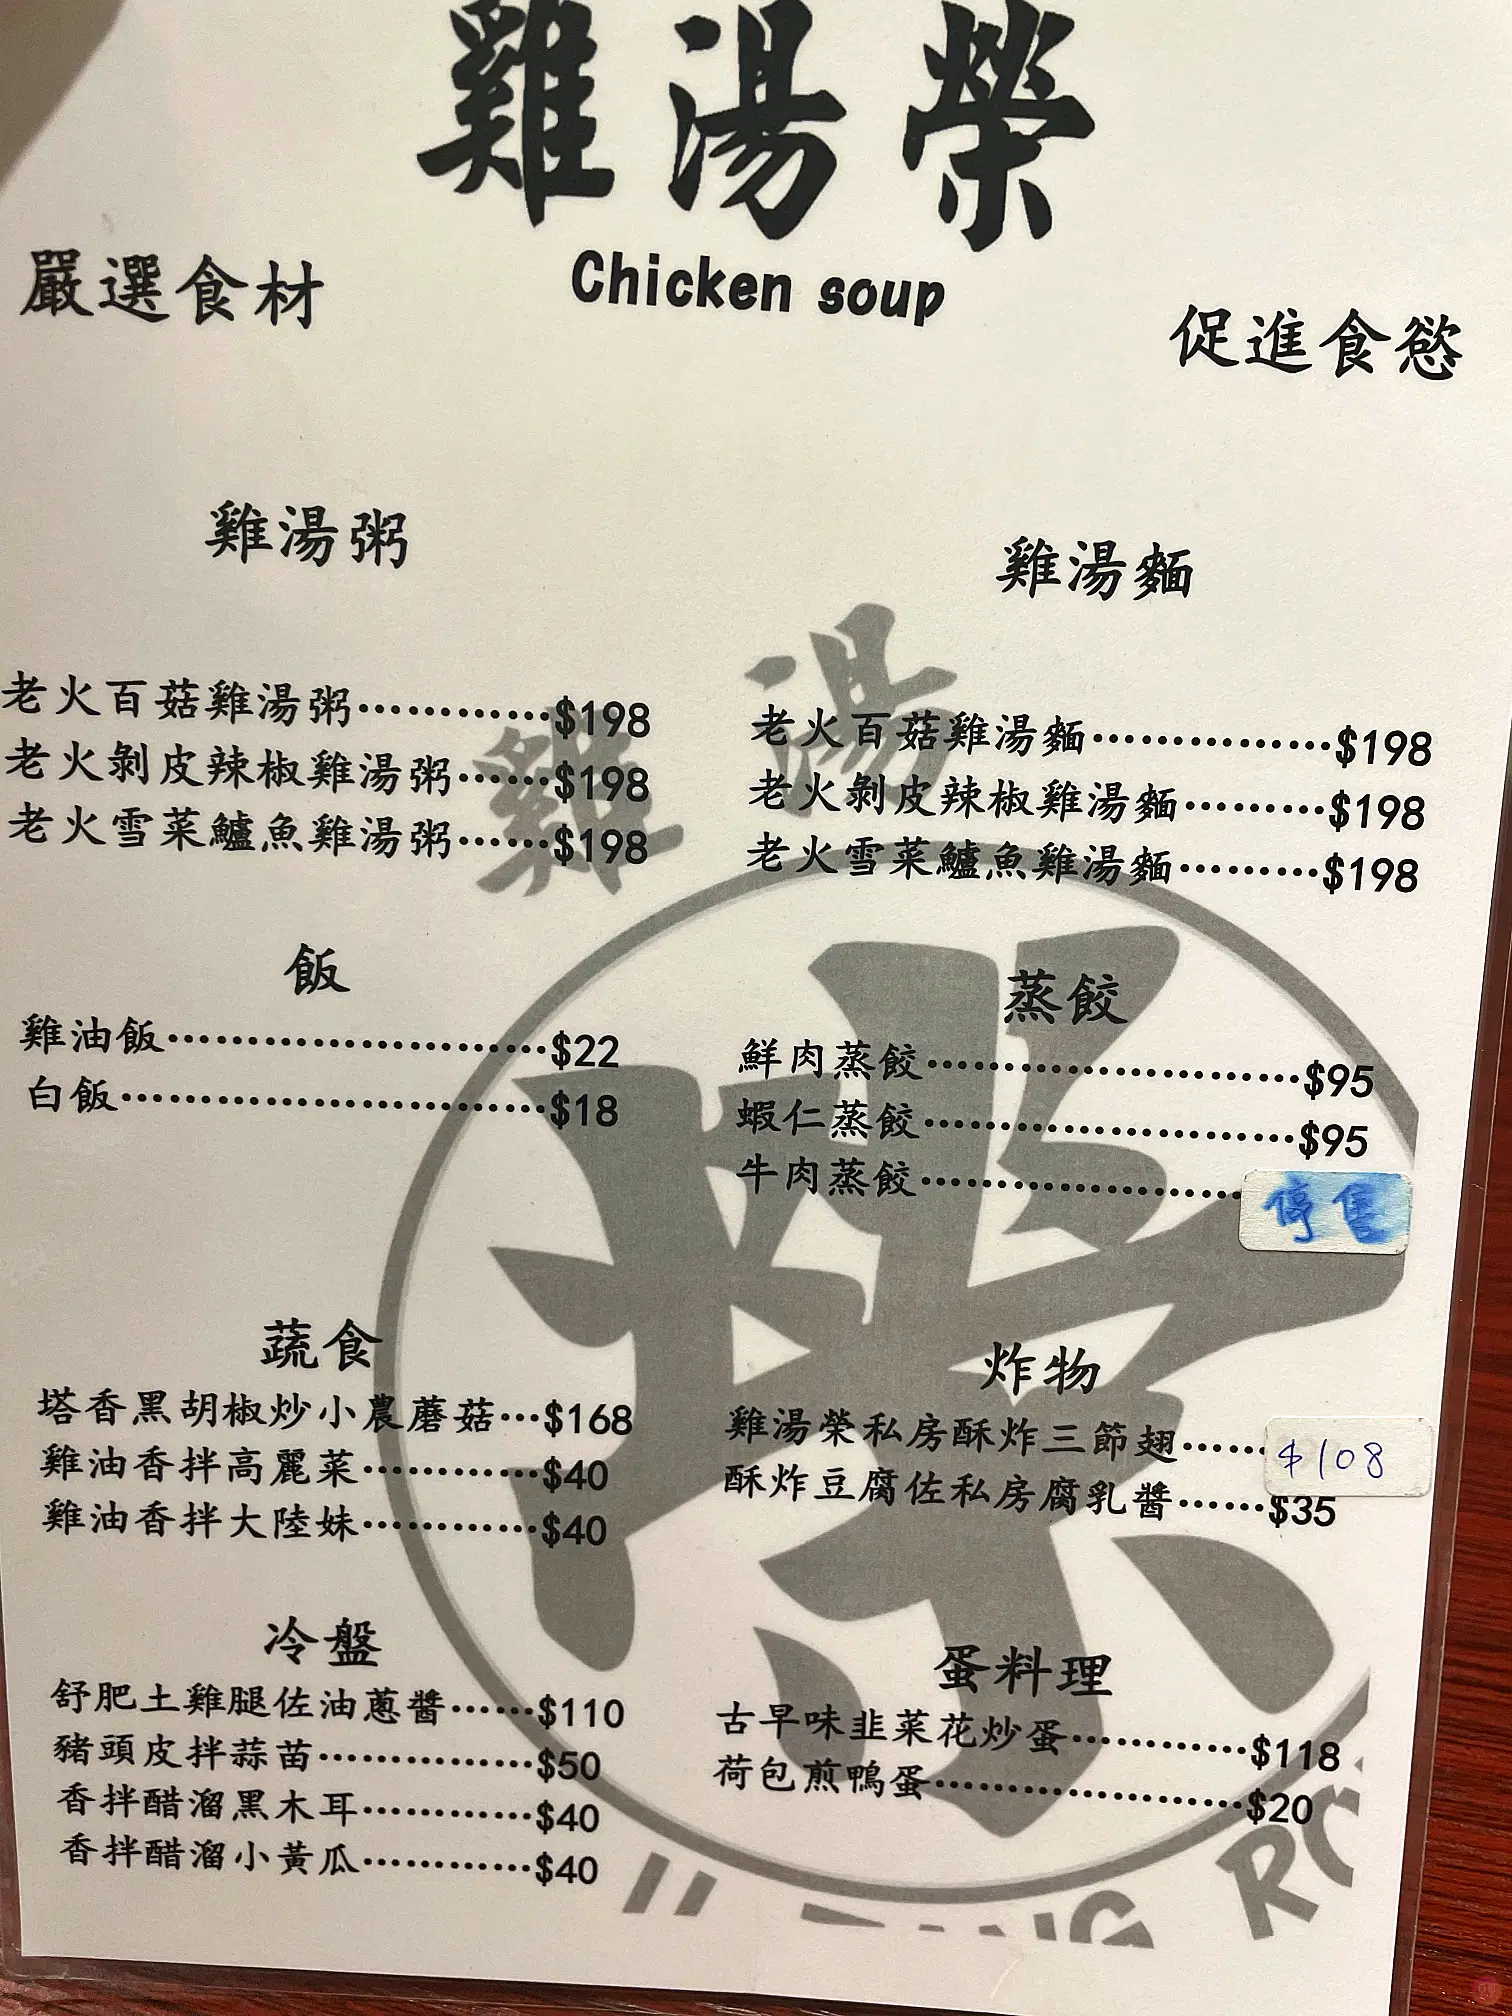 雞湯榮
Chicken soup
嚴選食材
促進食慾
雞湯粥
老火百菇雞湯粥…………$198
老火剝皮辣椒雞湯粥……$198
老火雪菜鱸魚雞湯粥……$198
雞湯麵
老火百菇雞湯麵……………$198
老火剝皮辣椒雞湯麵………$198
老火雪菜鱸魚雞湯麵………$198
飯
雞油飯……………………$22
白飯………………………$18
蒸餃
鮮肉蒸餃……………………$95
蝦仁蒸餃……………………$95
牛肉蒸餃…………………停售
蔬食
塔香黑胡椒炒小農蘑菇…$168
雞油香拌高麗菜…………$40
雞油香拌大陸妹…………$40
炸物
雞湯榮私房酥炸三節翅……$108
酥炸豆腐佐私房腐乳醬……$35
冷盤
舒肥土雞腿佐油蔥醬……$110
豬頭皮拌蒜苗……………$50
香拌醋溜黑木耳…………$40
香拌醋溜小黃瓜…………$40
蛋料理
古早味韭菜花炒蛋…………$118
荷包煎鴨蛋…………………$20
雞湯
榮